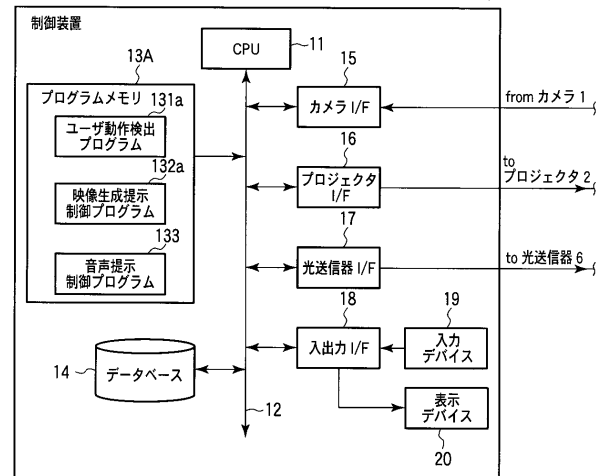 制御装置
CPU
11
13A
プログラムメモリ
131a
ユーザ動作検出
プログラム
132a
映像生成提示
制御プログラム
133
音声提示
制御プログラム
14
データベース
12
15
カメラ I/F
from カメラ 1
16
プロジェクタ
I/F
to
プロジェクタ 2
17
光送信器 I/F
to 光送信器 6
18
入出力 I/F
19
入力
デバイス
表示
デバイス
20